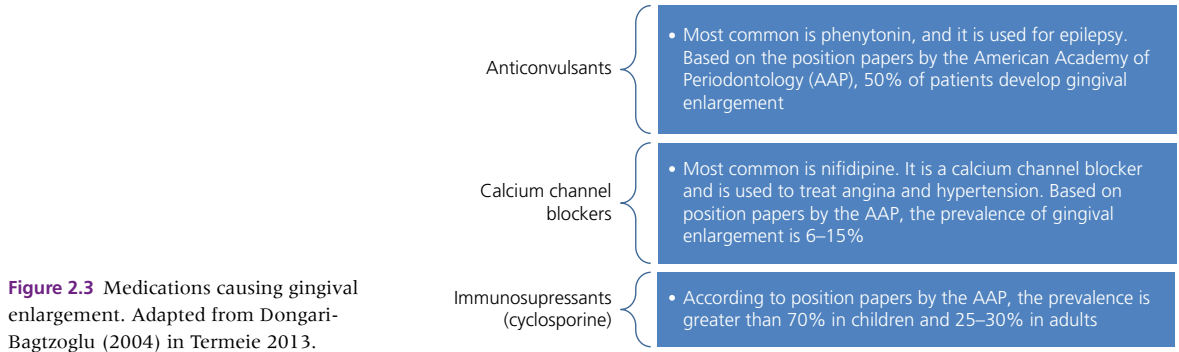 Anticonvulsants
• Most common is phenytonin, and it is used for epilepsy.
Based on the position papers by the American Academy of
Periodontology (AAP), 50% of patients develop gingival
enlargement
Calcium channel
blockers
• Most common is nifidipine. It is a calcium channel blocker
and is used to treat angina and hypertension. Based on
position papers by the AAP, the prevalence of gingival
enlargement is 6–15%
Immunosupressants
(cyclosporine)
• According to position papers by the AAP, the prevalence is
greater than 70% in children and 25–30% in adults
Figure 2.3 Medications causing gingival
enlargement. Adapted from Dongari-
Bagtzoglu (2004) in Termeie 2013.